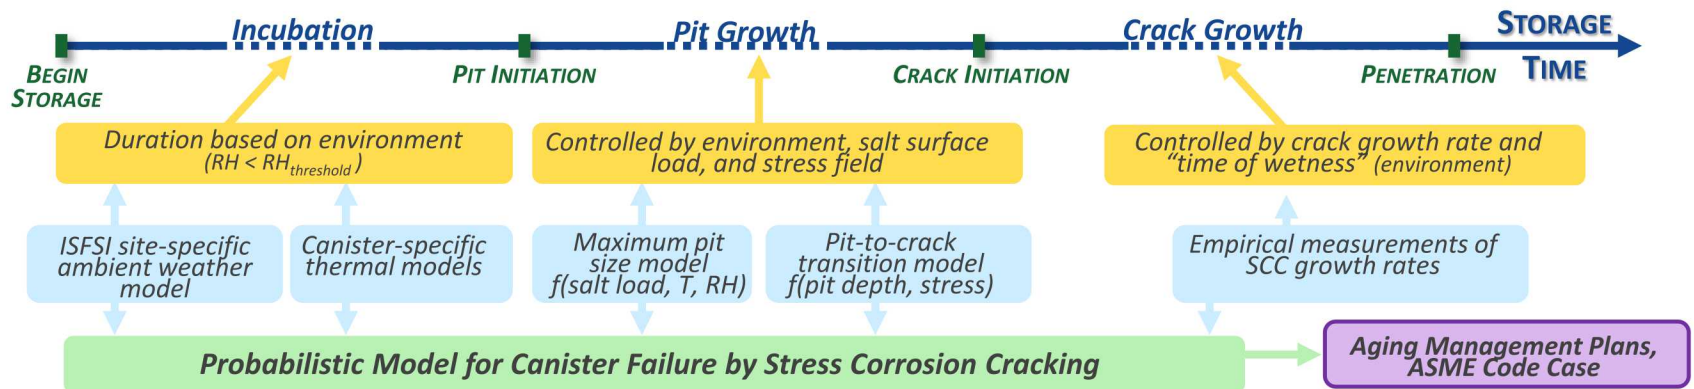 Incubation
Pit Growth
Crack Growth
STORAGE
TIME
BEGIN
STORAGE
PIT INITIATION
CRACK INITIATION
PENETRATION
Duration based on environment
(RH < RHthreshold )
Controlled by environment, salt surface
load, and stress field
Controlled by crack growth rate and
“time of wetness” (environment)
ISFSI site-specific
ambient weather
model
Canister-specific
thermal models
Maximum pit
size model
f(salt load, T, RH)
Pit-to-crack
transition model
f(pit depth, stress)
Empirical measurements of
SCC growth rates
Probabilistic Model for Canister Failure by Stress Corrosion Cracking
Aging Management Plans,
ASME Code Case